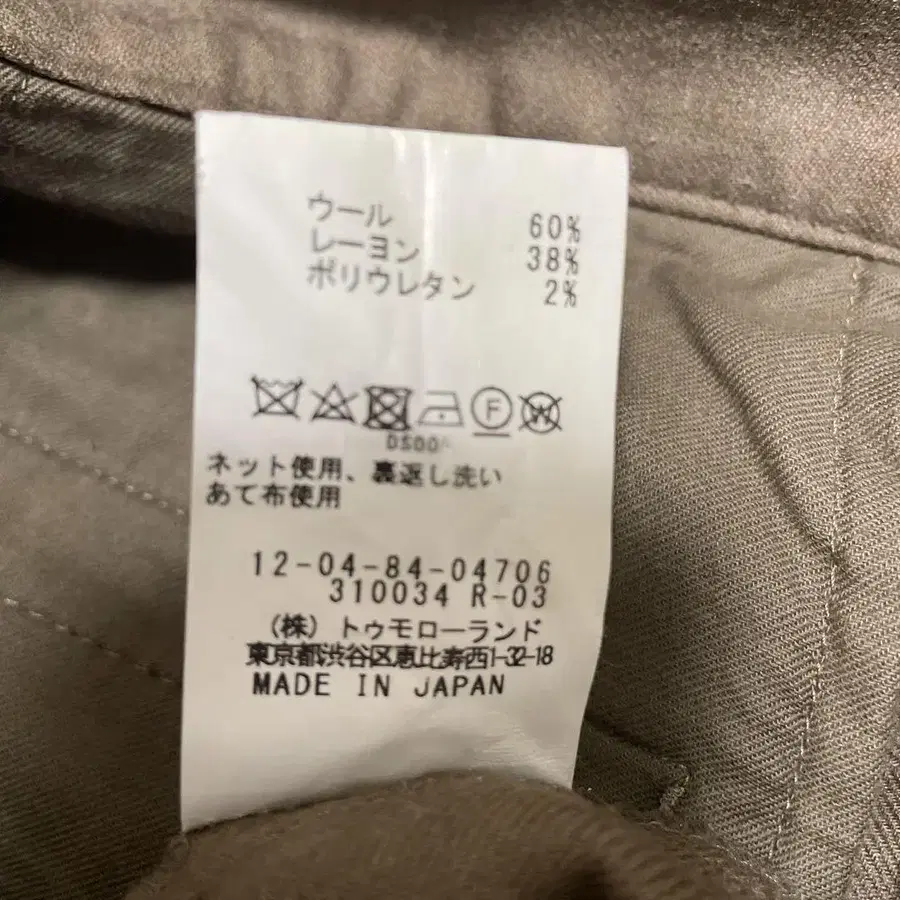 ウール 60%
レーヨン 38%
ポリウレタン 2%
F W
DS00
ネット使用、裏返し洗い
あて布使用
12-04-84-04706
310034 R-03
(株) トゥモローランド
東京都渋谷区恵比寿西1-32-18
MADE IN JAPAN